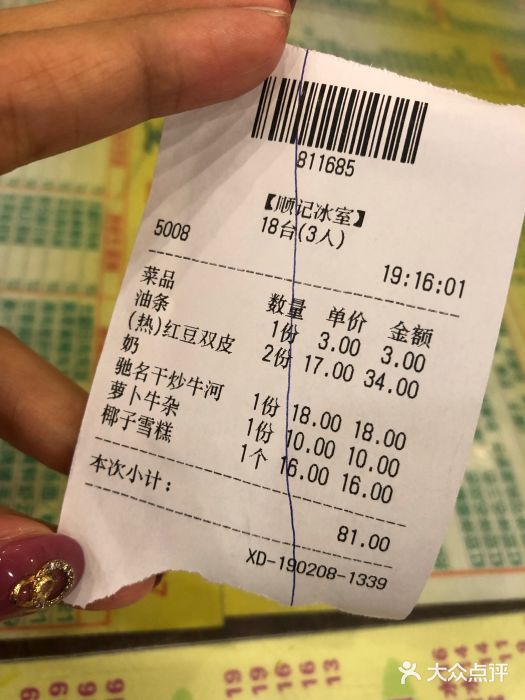 811685
【顺记冰室】
18台(3人)
5008 19:16:01
菜品 数量 单价 金额
油条 1份 3.00 3.00
(热)红豆双皮奶 2份 17.00 34.00
驰名干炒牛河 1份 18.00 18.00
萝卜牛杂 1份 10.00 10.00
椰子雪糕 1个 16.00 16.00
本次小计： 81.00
XD-190208-1339
大众点评